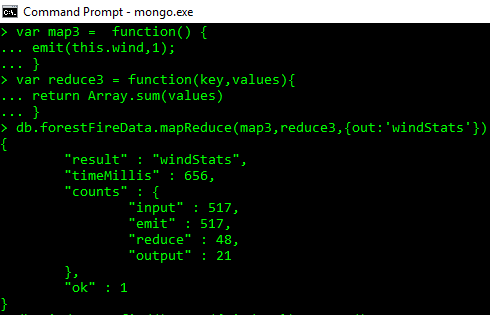 Command Prompt - mongo.exe
> var map3 =  function() {
... emit(this.wind,1);
... }
> var reduce3 = function(key,values){
... return Array.sum(values)
... }
> db.forestFireData.mapReduce(map3,reduce3,{out:'windStats'})
{
        "result" : "windStats",
        "timeMillis" : 656,
        "counts" : {
                "input" : 517,
                "emit" : 517,
                "reduce" : 48,
                "output" : 21
        },
        "ok" : 1
}